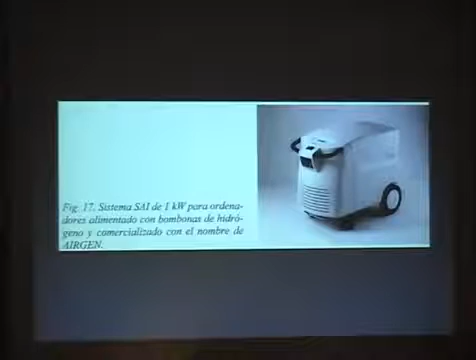 Fig. 17. Sistema SAI de 1 kW para ordena-
dores alimentado con bombonas de hidró-
geno y comercializado con el nombre de
AIRGEN.